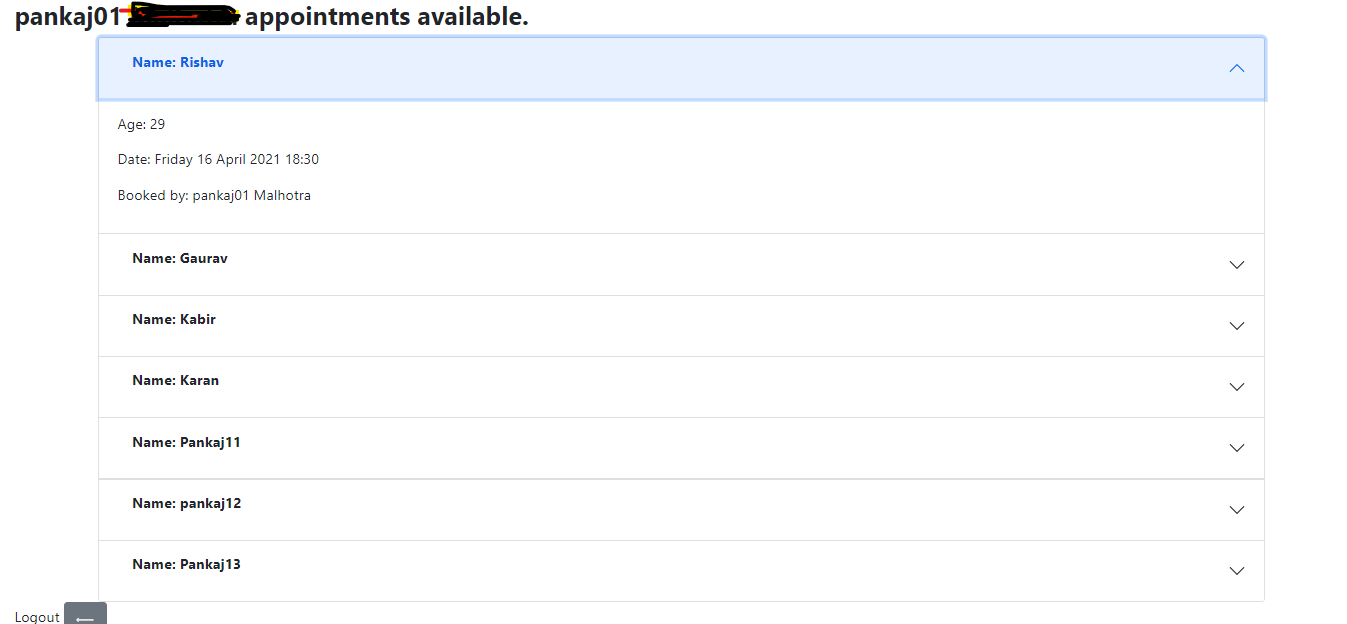 pankaj01 appointments available.
Name: Rishav
Age: 29
Date: Friday 16 April 2021 18:30
Booked by: pankaj01 Malhotra
Name: Gaurav
Name: Kabir
Name: Karan
Name: Pankaj11
Name: pankaj12
Name: Pankaj13
Logout